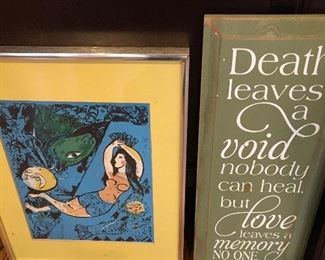 Death
leaves
a
void
nobody
can heal.
but
love
leaves a
memory
NO ONE